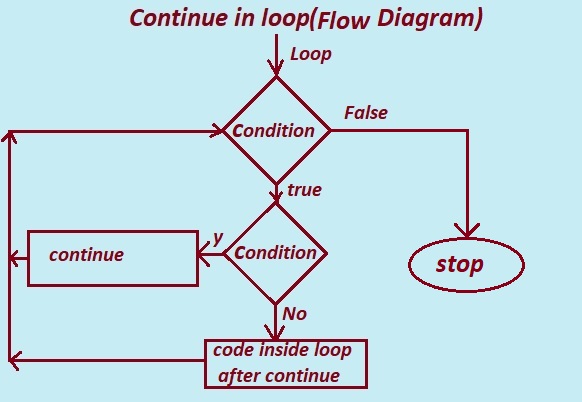 Continue in loop(Flow Diagram)
Loop
Condition
False
true
y
Condition
continue
stop
No
code inside loop
after continue